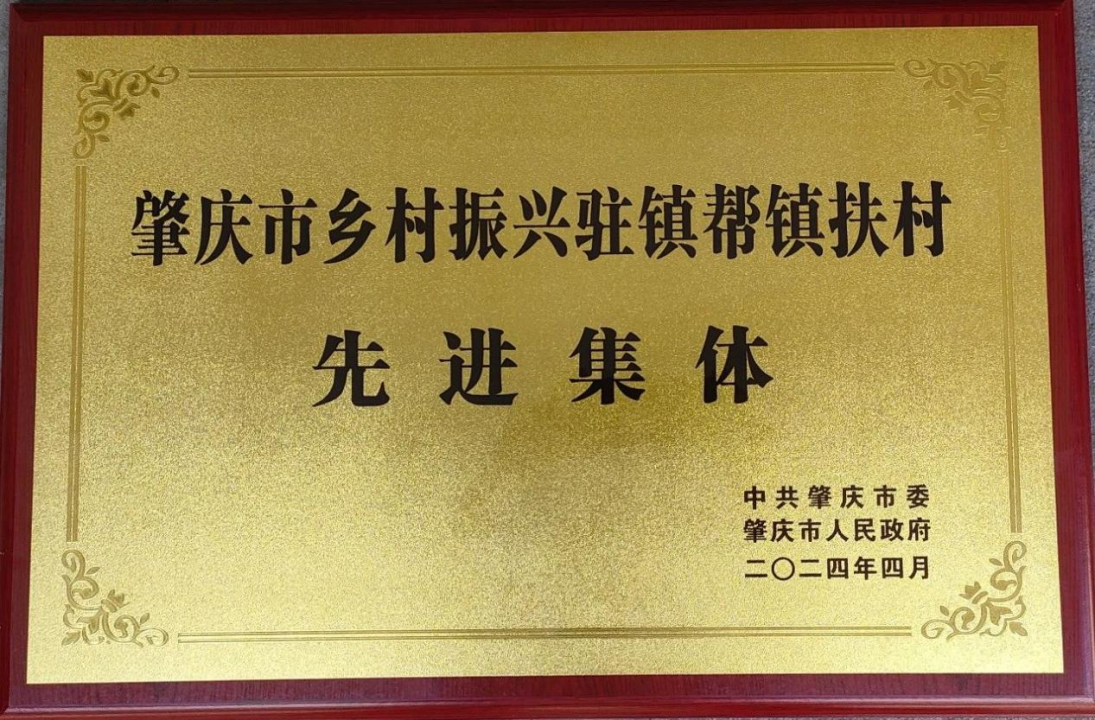 肇庆市乡村振兴驻镇帮镇扶村
先进集体
中共肇庆市委
肇庆市人民政府
二〇二四年四月